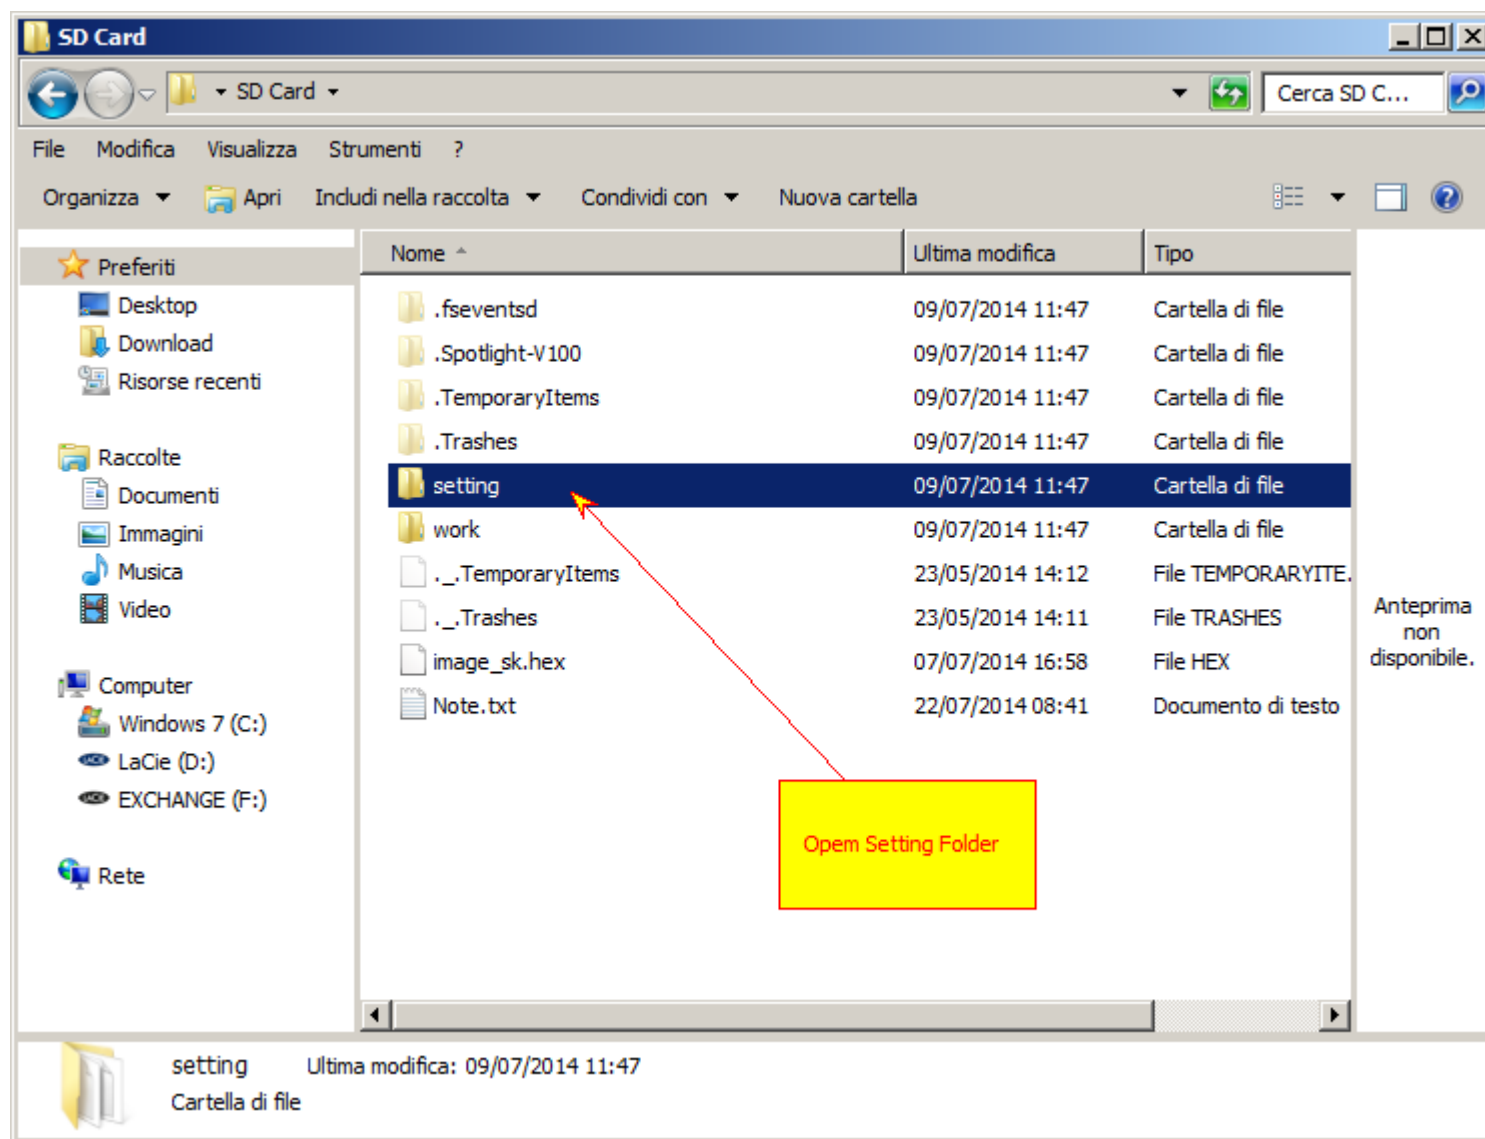 SD Card
SD Card
Cerca SD C...
File Modifica Visualizza Strumenti ?
Organizza Apri Includi nella raccolta Condividi con Nuova cartella
Nome Ultima modifica Tipo
Preferiti
Desktop
Download
Risorse recenti
Raccolte
Documenti
Immagini
Musica
Video
Computer
Windows 7 (C:)
LaCie (D:)
EXCHANGE (F:)
Rete
.fseventsd 09/07/2014 11:47 Cartella di file
.Spotlight-V100 09/07/2014 11:47 Cartella di file
.TemporaryItems 09/07/2014 11:47 Cartella di file
.Trashes 09/07/2014 11:47 Cartella di file
setting 09/07/2014 11:47 Cartella di file
work 09/07/2014 11:47 Cartella di file
._.TemporaryItems 23/05/2014 14:12 File TEMPORARYITE.
._.Trashes 23/05/2014 14:11 File TRASHES
image_sk.hex 07/07/2014 16:58 File HEX
Note.txt 22/07/2014 08:41 Documento di testo
Anteprima
non
disponibile.
Opem Setting Folder
setting Ultima modifica: 09/07/2014 11:47
Cartella di file